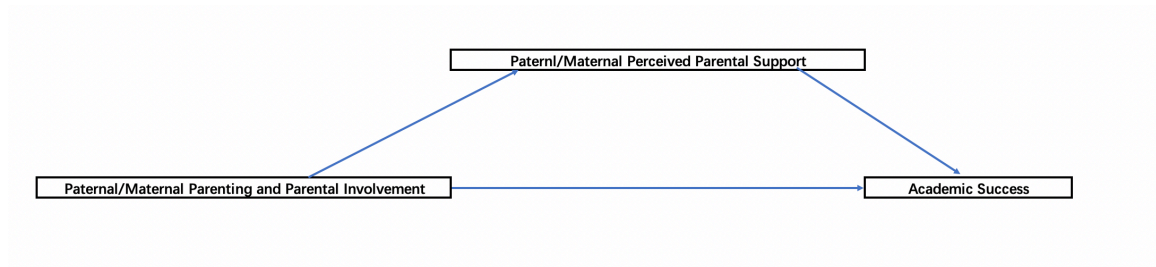 Paternl/Maternal Perceived Parental Support
Paternal/Maternal Parenting and Parental Involvement
Academic Success